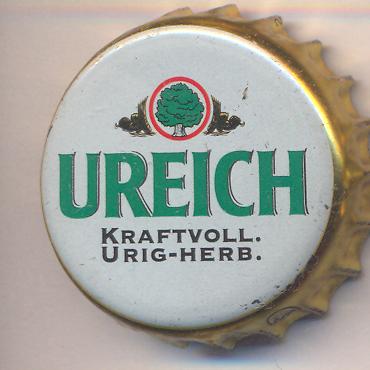 UREICH
KRAFTVOLL.
URIG-HERB.